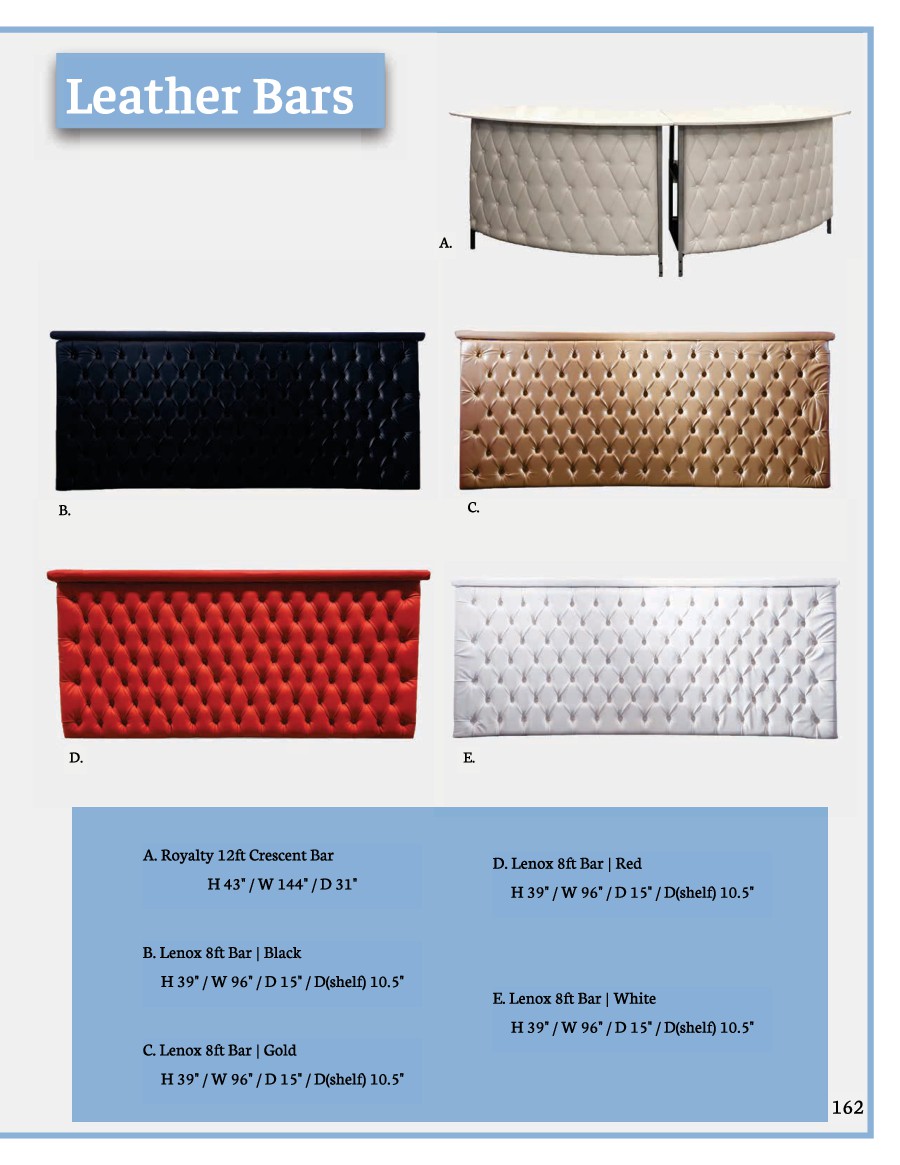 Leather Bars
A.
B.
C.
D.
E.
A. Royalty 12ft Crescent Bar
H 43" / W 144" / D 31"
B. Lenox 8ft Bar | Black
H 39" / W 96" / D 15" / D(shelf) 10.5"
C. Lenox 8ft Bar | Gold
H 39" / W 96" / D 15" / D(shelf) 10.5"
D. Lenox 8ft Bar | Red
H 39" / W 96" / D 15" / D(shelf) 10.5"
E. Lenox 8ft Bar | White
H 39" / W 96" / D 15" / D(shelf) 10.5"
162